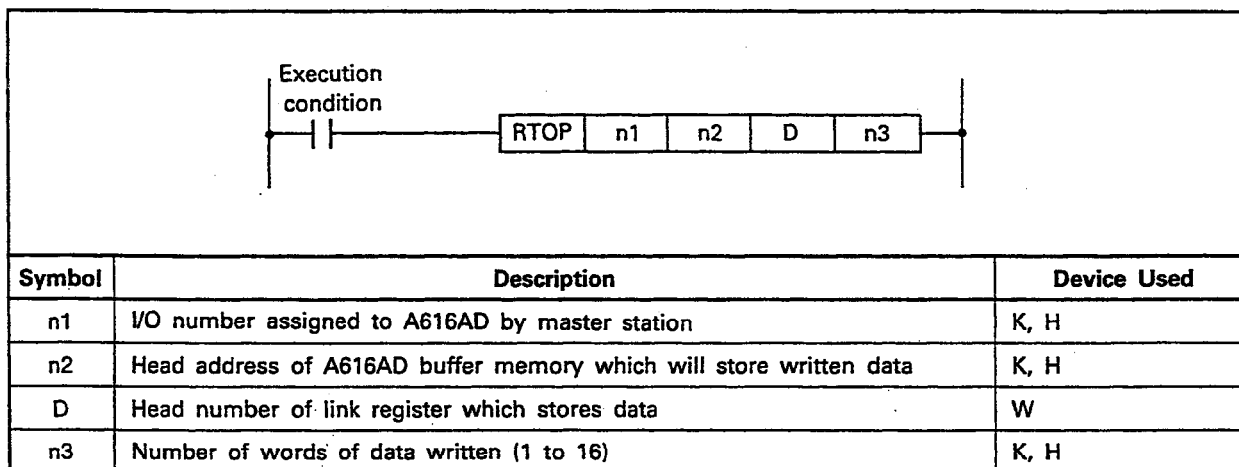 Execution
condition
RTOP n1 n2 D n3
Symbol Description Device Used
n1 I/O number assigned to A616AD by master station K, H
n2 Head address of A616AD buffer memory which will store written data K, H
D Head number of link register which stores data W
n3 Number of words of data written (1 to 16) K, H